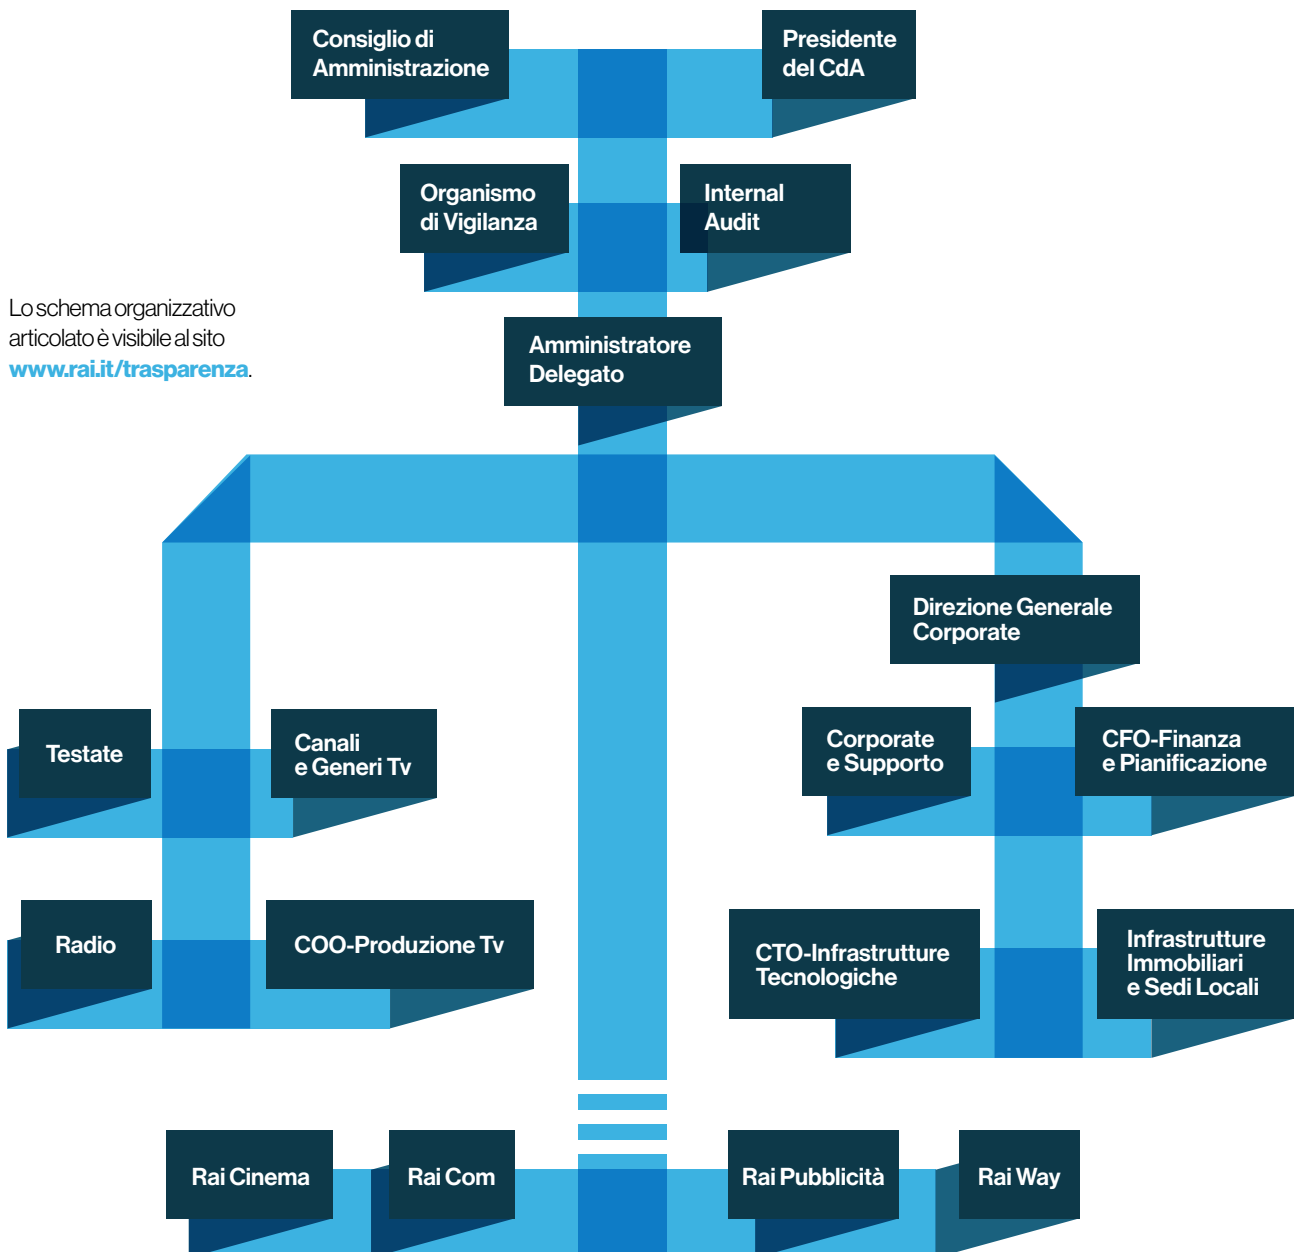 Consiglio di
Amministrazione
Presidente
del CdA
Organismo
di Vigilanza
Internal
Audit
Lo schema organizzativo
articolato è visibile al sito
www.rai.it/trasparenza.
Amministratore
Delegato
Direzione Generale
Corporate
Testate
Canali
e Generi Tv
Corporate
e Supporto
CFO-Finanza
e Pianificazione
Radio
COO-Produzione Tv
CTO-Infrastrutture
Tecnologiche
Infrastrutture
Immobiliari
e Sedi Locali
Rai Cinema
Rai Com
Rai Pubblicità
Rai Way